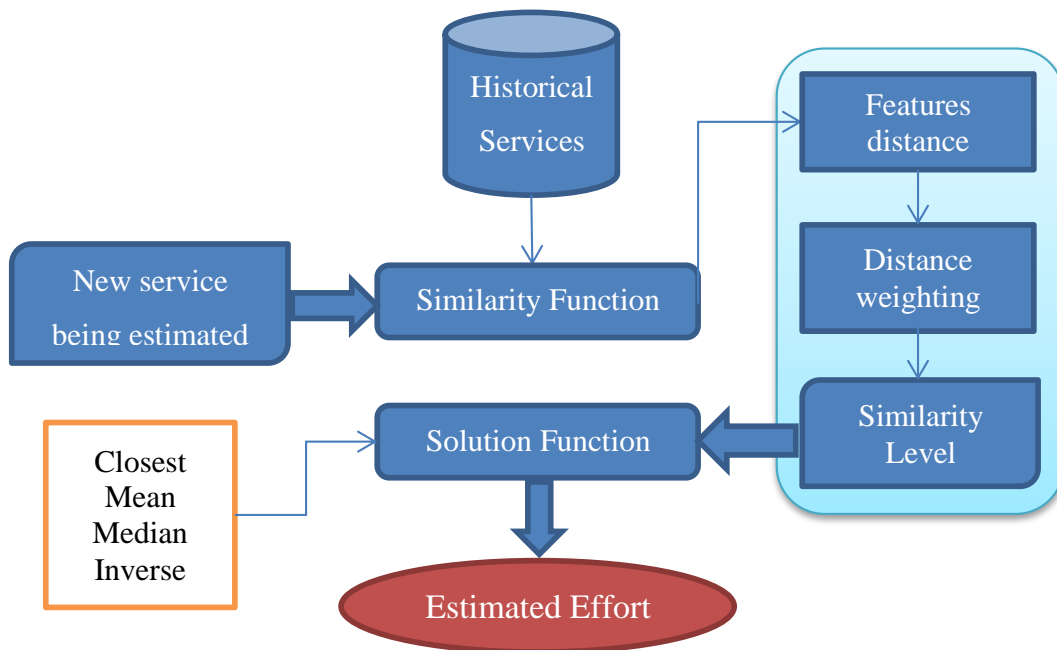 Historical
Services
Features
distance
New service
being estimated
Similarity Function
Distance
weighting
Closest
Mean
Median
Inverse
Solution Function
Similarity
Level
Estimated Effort